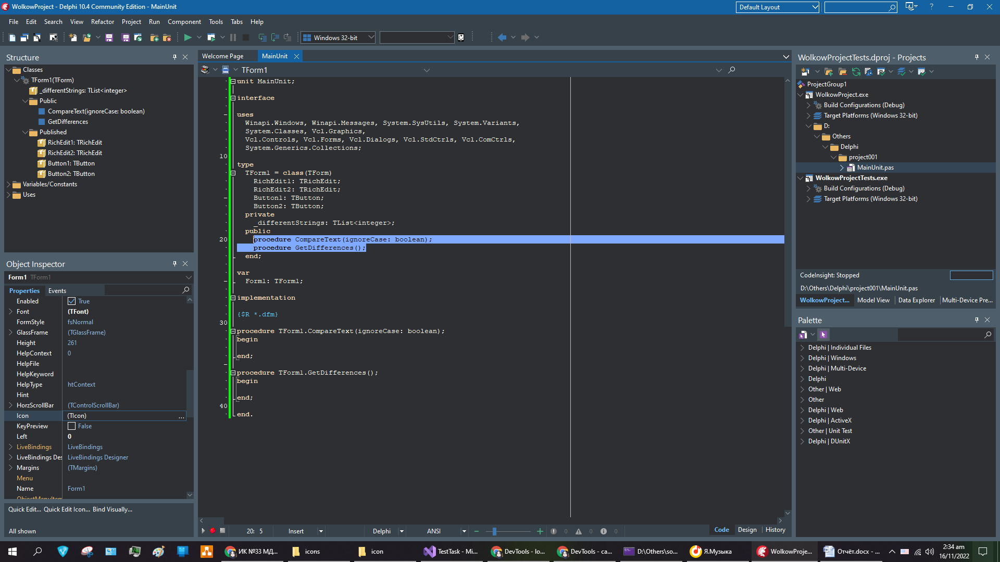 WolkowProject - Delphi 10.4 Community Edition - MainUnit
Default Layout
?
File Edit Search View Refactor Project Run Component Tools Tabs Help
Windows 32-bit
Structure
Classes
TForm1(TForm)
_differentStrings: TList<integer>
Public
CompareText(ignoreCase: boolean)
GetDifferences
Published
RichEdit1: TRichEdit
RichEdit2: TRichEdit
Button1: TButton
Button2: TButton
Variables/Constants
Uses
Object Inspector
Form1 TForm1
Properties Events
Enabled True
Font (TFont)
FormStyle fsNormal
GlassFrame (TGlassFrame)
Height 261
HelpContext 0
HelpFile
HelpKeyword
HelpType htContext
Hint
HorzScrollBar (TControlScrollBar)
Icon (TIcon) ...
KeyPreview False
Left 0
LiveBindings LiveBindings
LiveBindings Des LiveBindings Designer
Margins (TMargins)
Menu
Name Form1
Quick Edit... Quick Edit Icon... Bind Visually...
All shown
Welcome Page MainUnit
TForm1
unit MainUnit;
interface
uses
Winapi.Windows, Winapi.Messages, System.SysUtils, System.Variants,
System.Classes, Vcl.Graphics,
Vcl.Controls, Vcl.Forms, Vcl.Dialogs, Vcl.StdCtrls, Vcl.ComCtrls,
System.Generics.Collections;
10
type
TForm1 = class(TForm)
RichEdit1: TRichEdit;
RichEdit2: TRichEdit;
Button1: TButton;
Button2: TButton;
private
_differentStrings: TList<integer>;
public
20 procedure CompareText(ignoreCase: boolean);
procedure GetDifferences();
end;
var
Form1: TForm1;
implementation
{$R *.dfm}
30
procedure TForm1.CompareText(ignoreCase: boolean);
begin
end;
procedure TForm1.GetDifferences();
begin
end;
40
end.
20: 5 Insert Delphi ANSI 0 0 0 Code Design History
WolkowProjectTests.dproj - Projects
ProjectGroup1
WolkowProject.exe
Build Configurations (Debug)
Target Platforms (Windows 32-bit)
D:
Others
Delphi
project001
MainUnit.pas
WolkowProjectTests.exe
Build Configurations (Debug)
Target Platforms (Windows 32-bit)
CodeInsight: Stopped
D:\Others\Delphi\project001\MainUnit.pas
WolkowProject... Model View Data Explorer Multi-Device Pre...
Palette
Delphi | Individual Files
Delphi | Windows
Delphi | Multi-Device
Delphi
Other | Web
Other
Delphi | Web
Delphi | ActiveX
Other | Unit Test
Delphi | DUnitX
ИК №33 МД... icons icon TestTask - Mi... DevTools - lo... DevTools - ca... D:\Others\so... Я.Музыка WolkowProje... Отчёт.docx - ...
2:34 am
16/11/2022